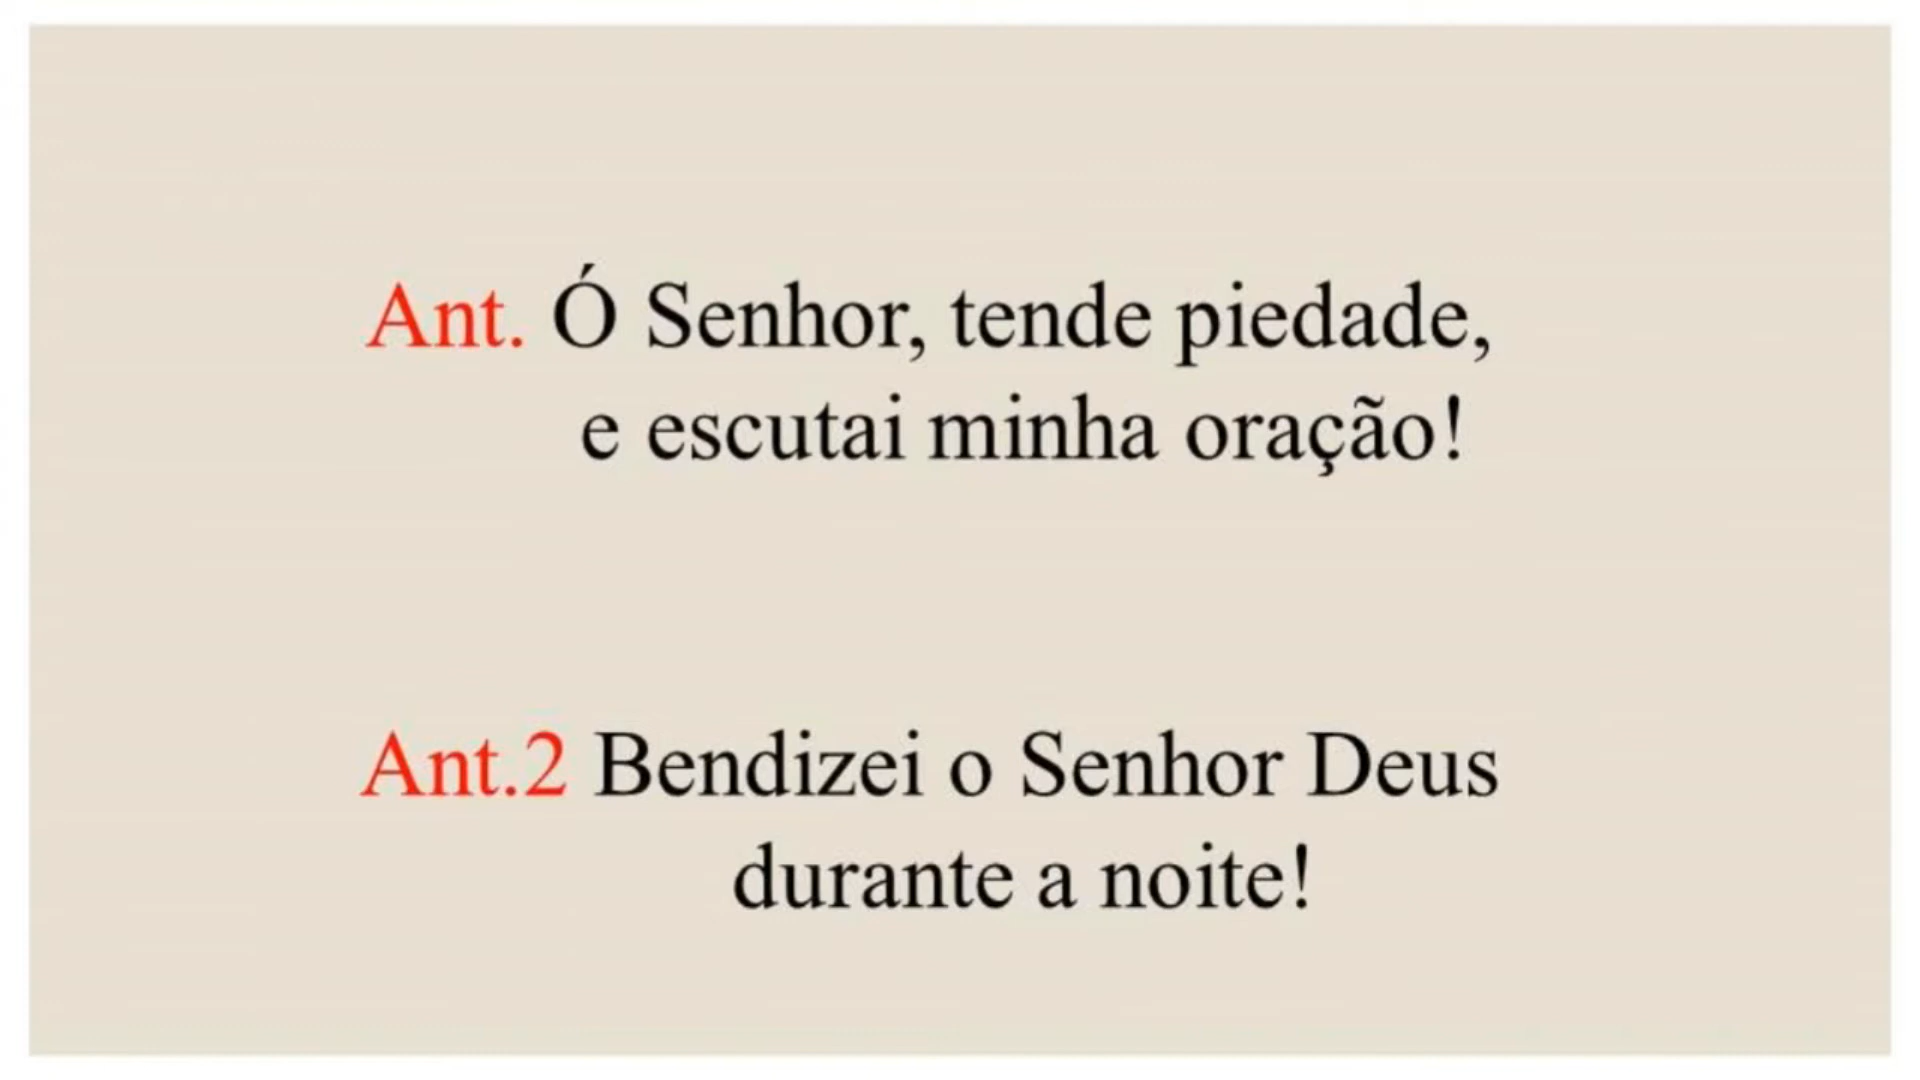 Ant. Ó Senhor, tende piedade,
e escutai minha oração!
Ant.2 Bendizei o Senhor Deus
durante a noite!